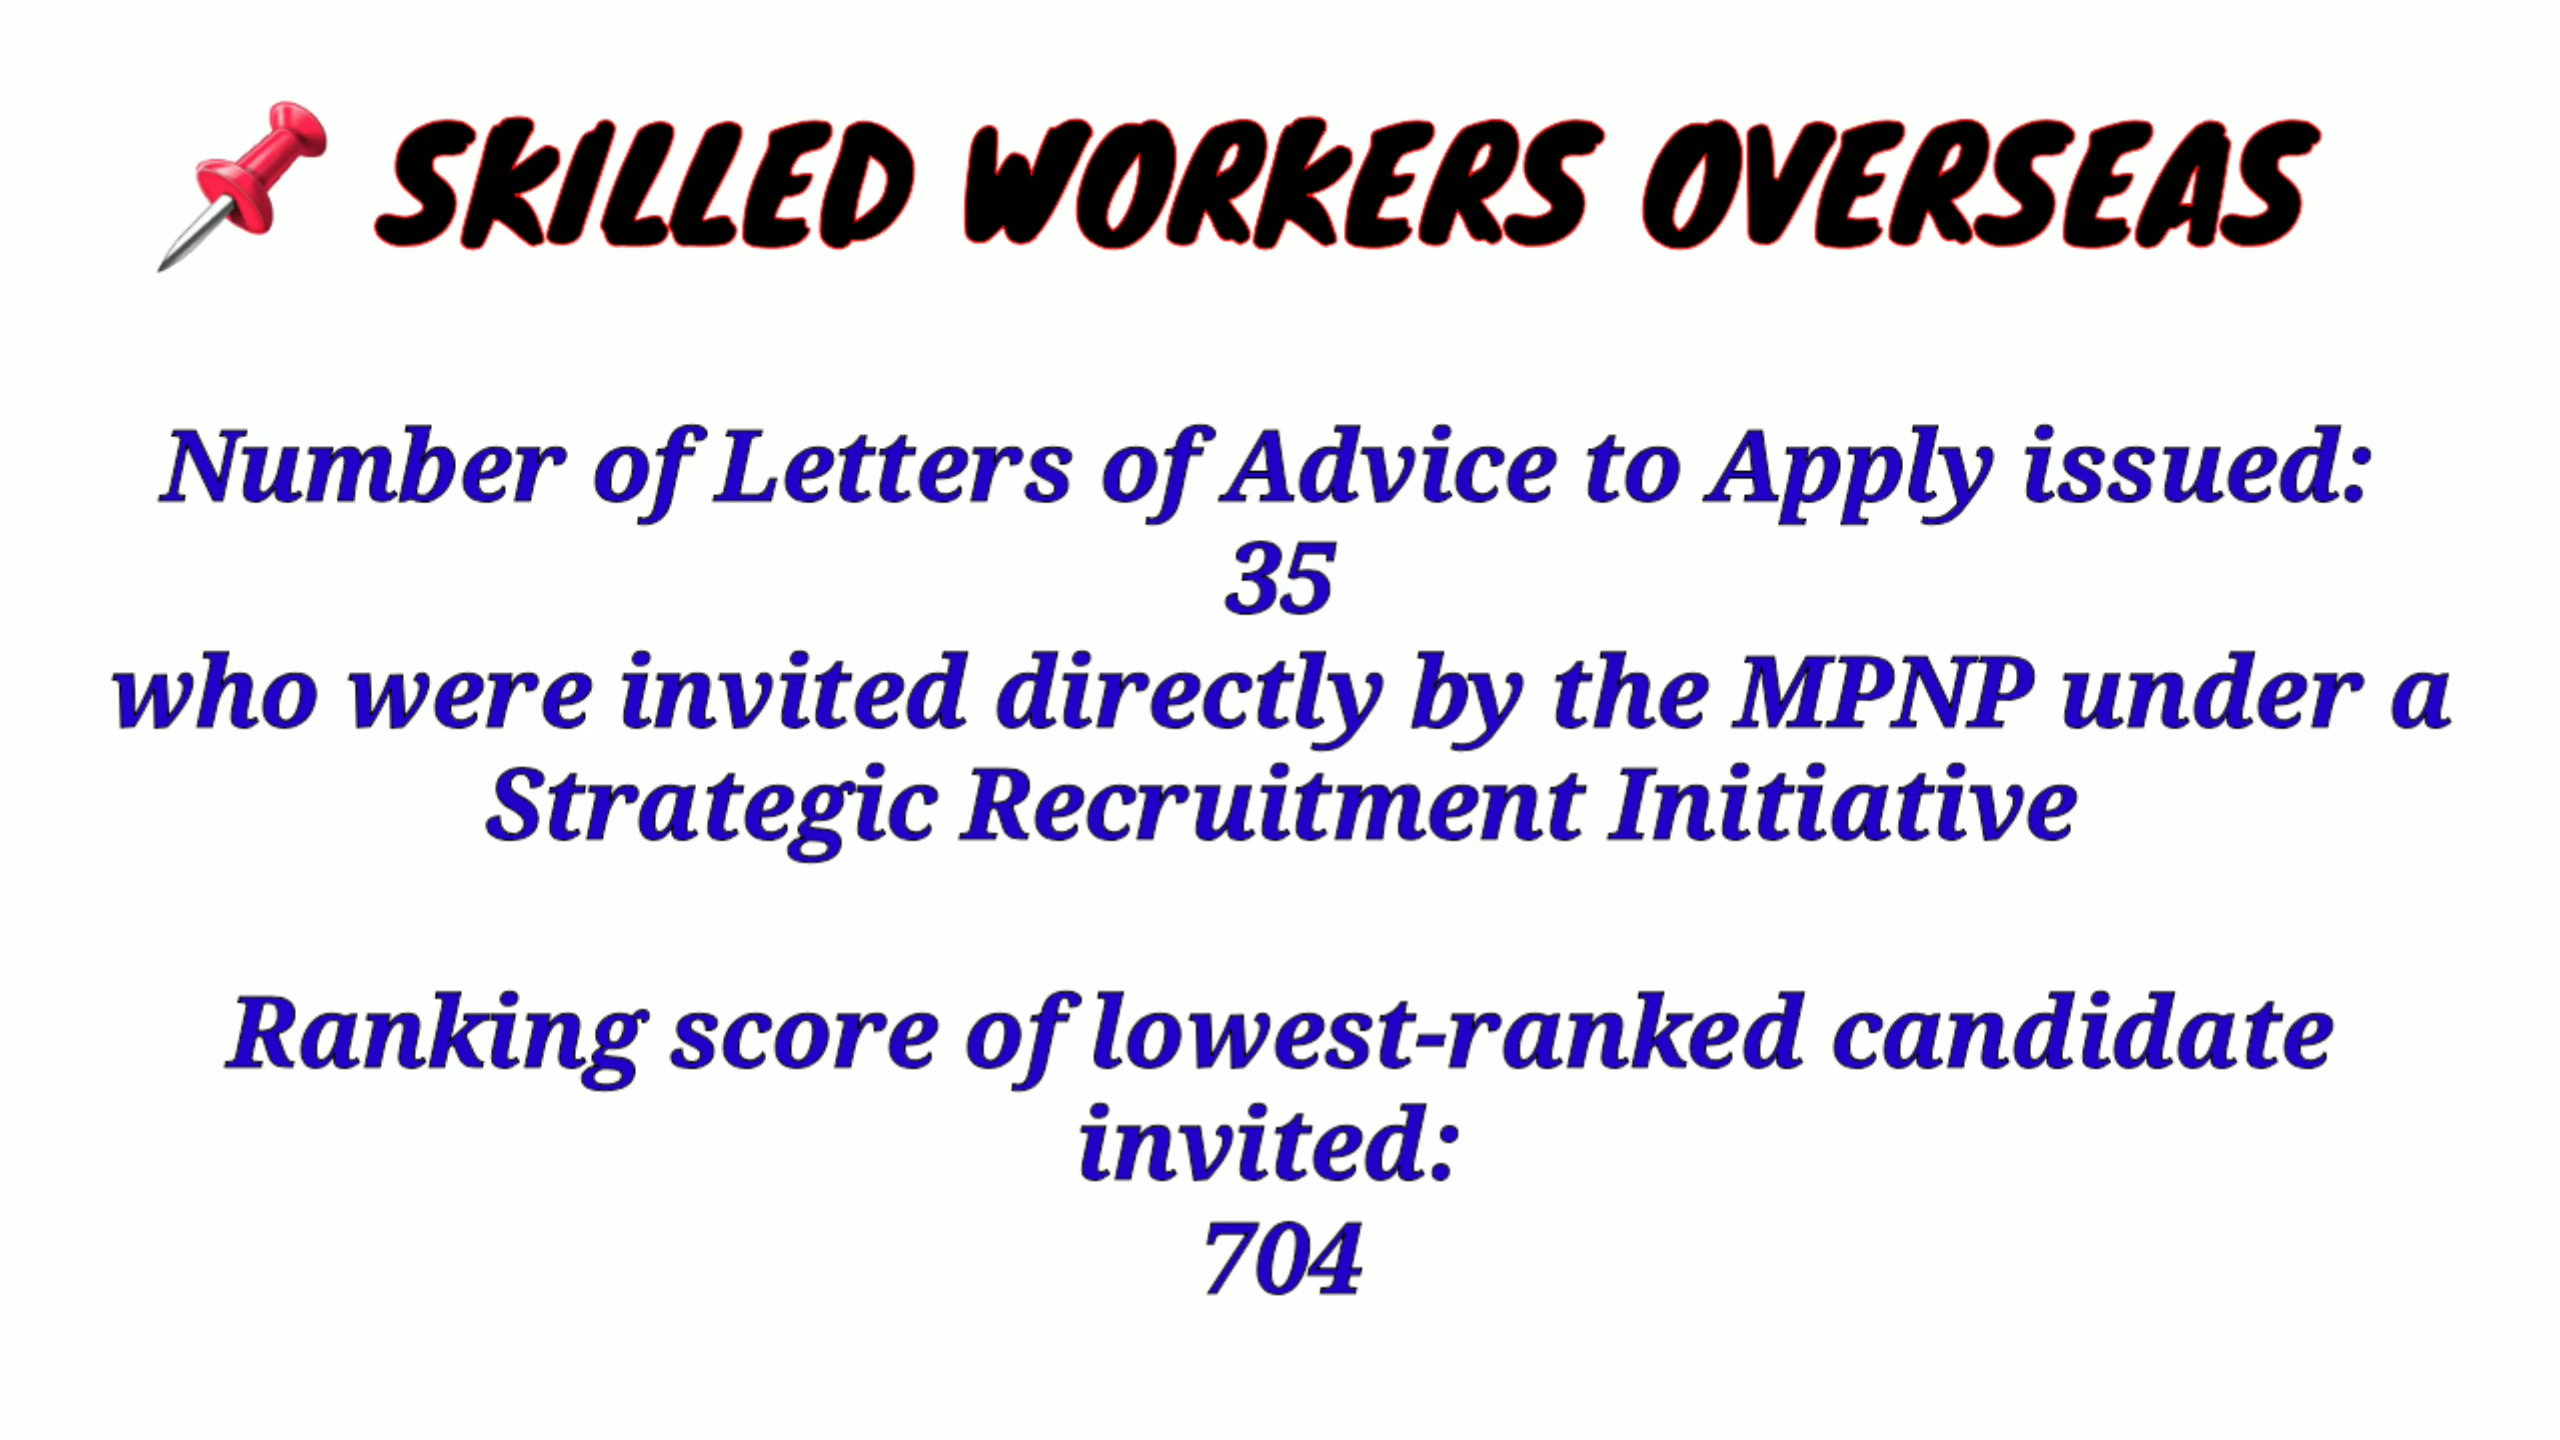 📌 SKILLED WORKERS OVERSEAS
Number of Letters of Advice to Apply issued:
35
who were invited directly by the MPNP under a
Strategic Recruitment Initiative
Ranking score of lowest-ranked candidate
invited:
704